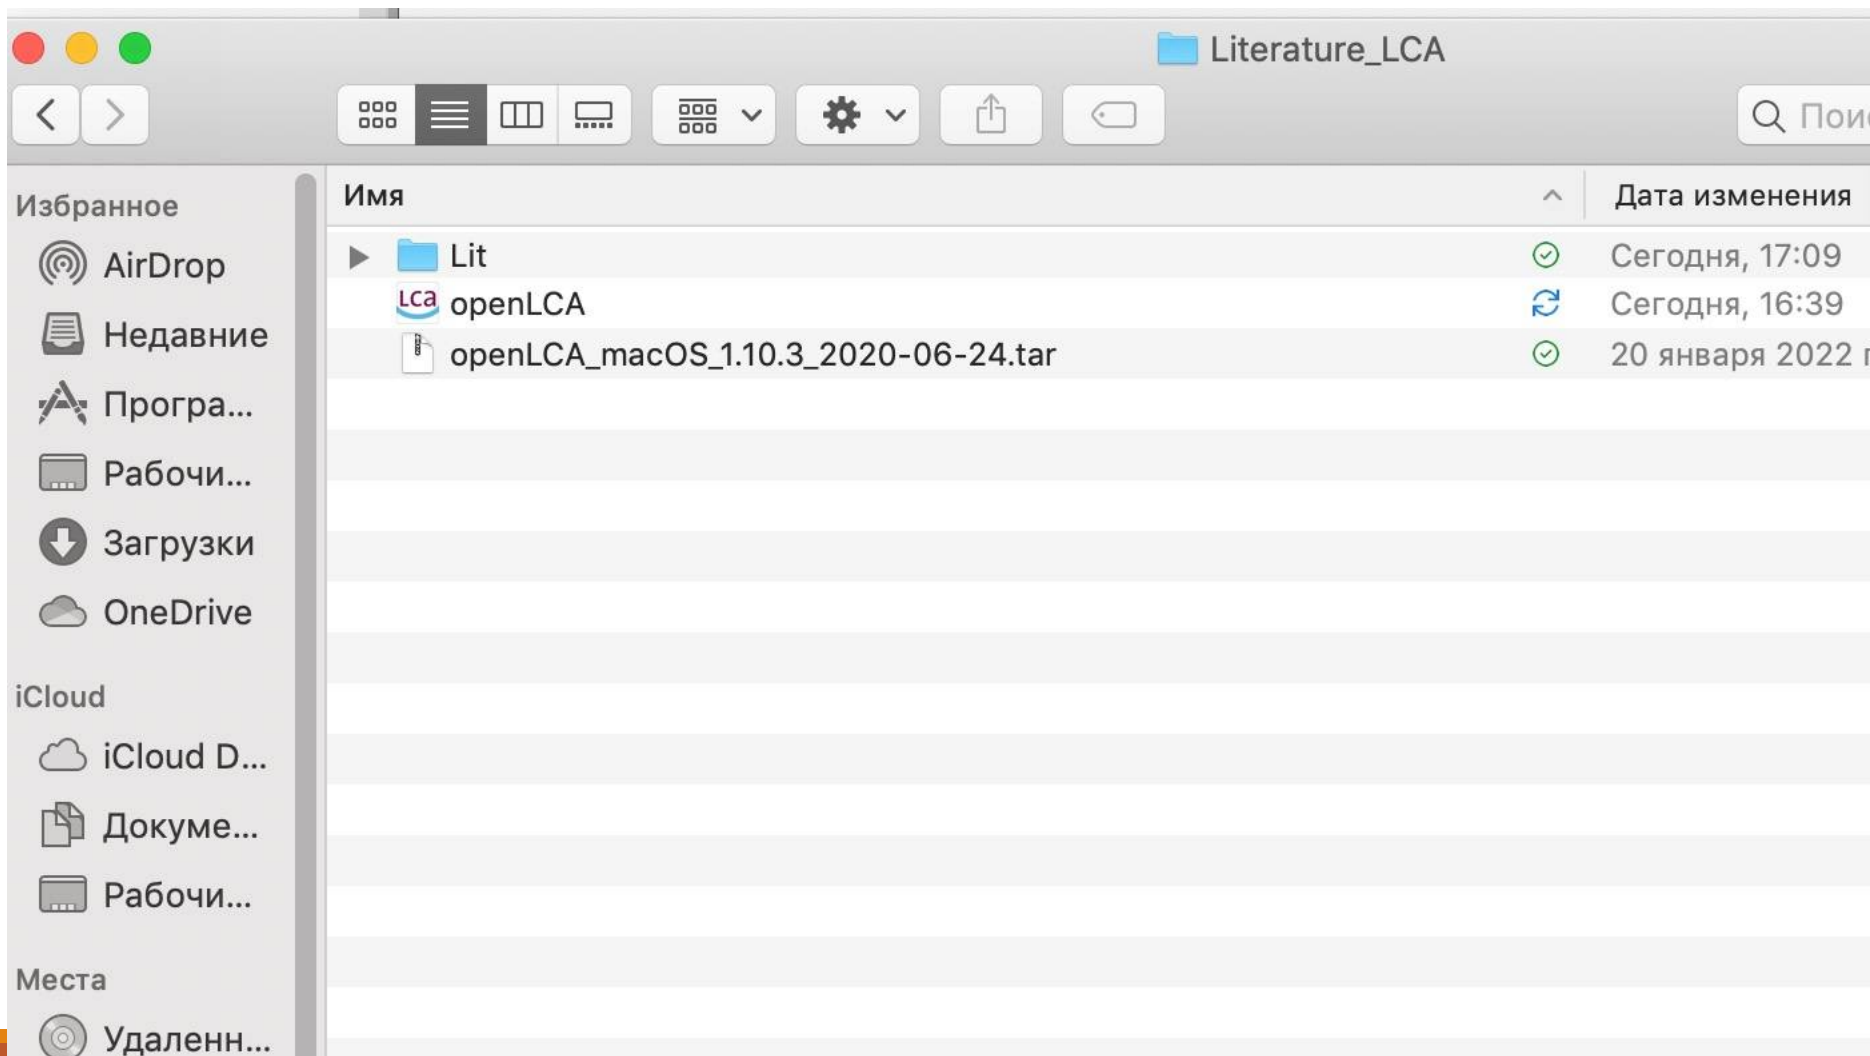 Literature_LCA
Пои
Избранное
AirDrop
Недавние
Програ...
Рабочи...
Загрузки
OneDrive
iCloud
iCloud D...
Докуме...
Рабочи...
Места
Удаленн...
Имя
Дата изменения
Lit
Сегодня, 17:09
LCa
openLCA
Сегодня, 16:39
openLCA_macOS_1.10.3_2020-06-24.tar
20 января 2022 г